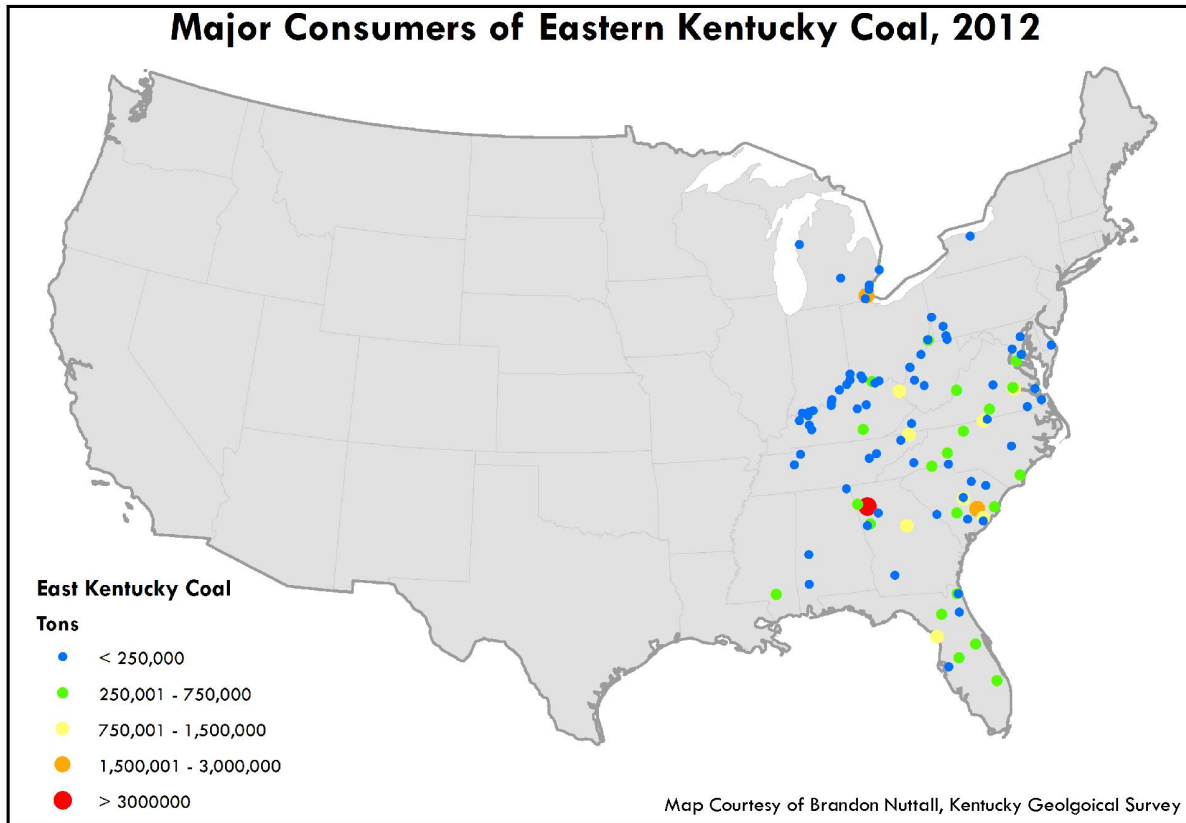 Major Consumers of Eastern Kentucky Coal, 2012
East Kentucky Coal
Tons
< 250,000
250,001 - 750,000
750,001 - 1,500,000
1,500,001 - 3,000,000
> 3000000
Map Courtesy of Brandon Nuttall, Kentucky Geolgoical Survey